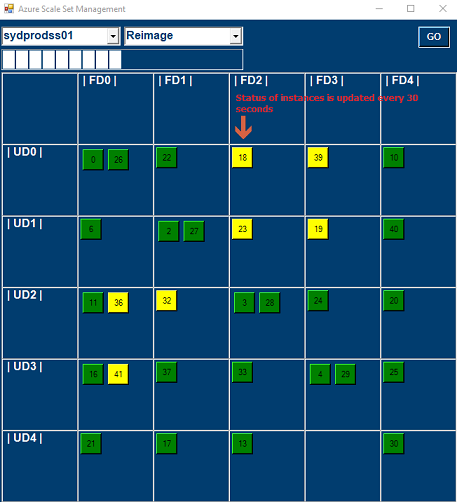 Azure Scale Set Management
sydprodss01 Reimage GO
| FD0 | | FD1 | | FD2 | | FD3 | | FD4 |
Status of instances is updated every 30
seconds
| UD0 | 0 26 22 18 39 10
| UD1 | 6 2 27 23 19 40
| UD2 | 11 36 32 3 28 24 20
| UD3 | 16 41 37 33 4 29 25
| UD4 | 21 17 13 30